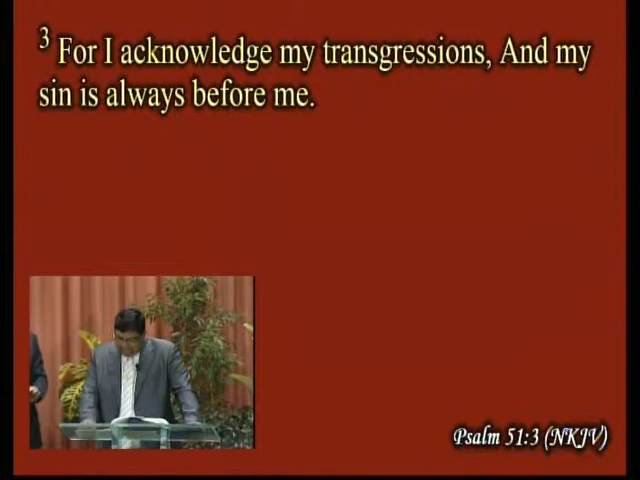 3 For I acknowledge my transgressions, And my
sin is always before me.
Psalm 51:3 (NKJV)